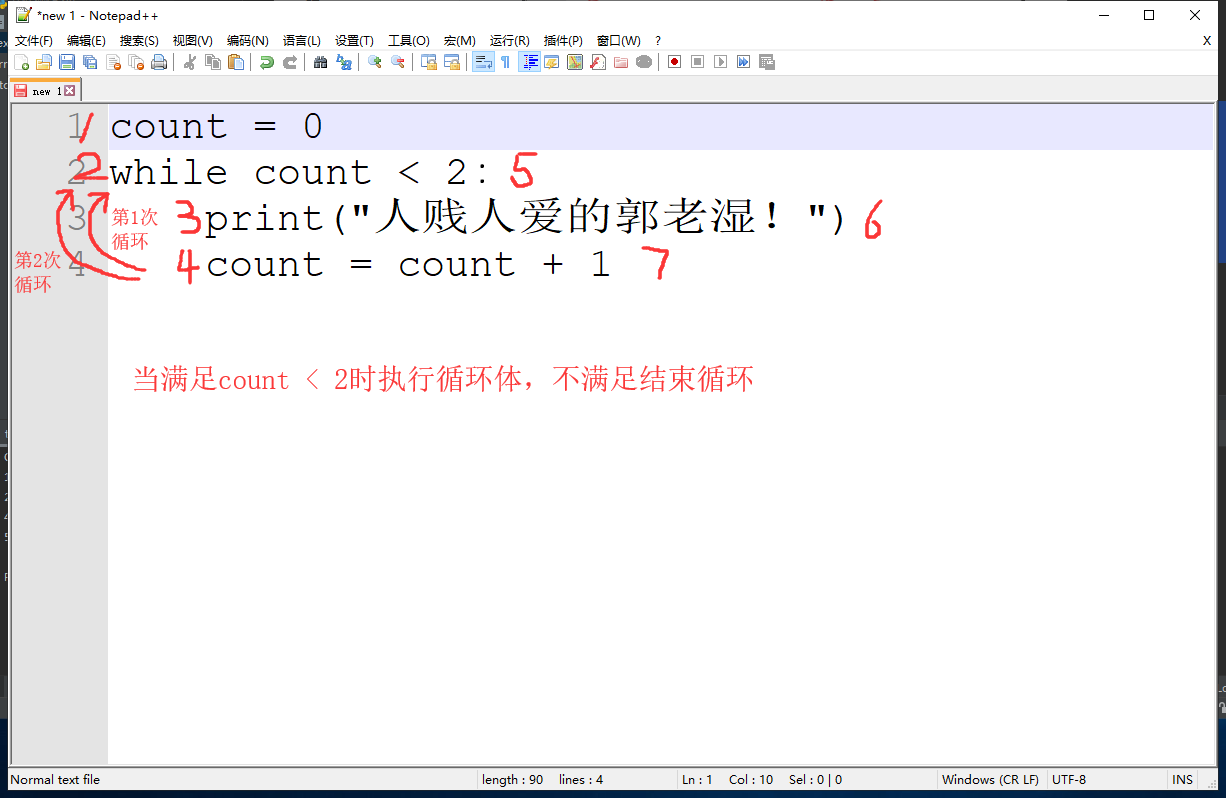 *new 1 - Notepad++
文件(F) 编辑(E) 搜索(S) 视图(V) 编码(N) 语言(L) 设置(T) 工具(O) 宏(M) 运行(R) 插件(P) 窗口(W) ? X
new 1
1 1 count = 0
2 2 while count < 2: 5
3 第1次循环 3 print("人贱人爱的郭老湿！") 6
第2次循环 4 4 count = count + 1 7
当满足count < 2时执行循环体，不满足结束循环
Normal text file length : 90 lines : 4 Ln : 1 Col : 10 Sel : 0 | 0 Windows (CR LF) UTF-8 INS